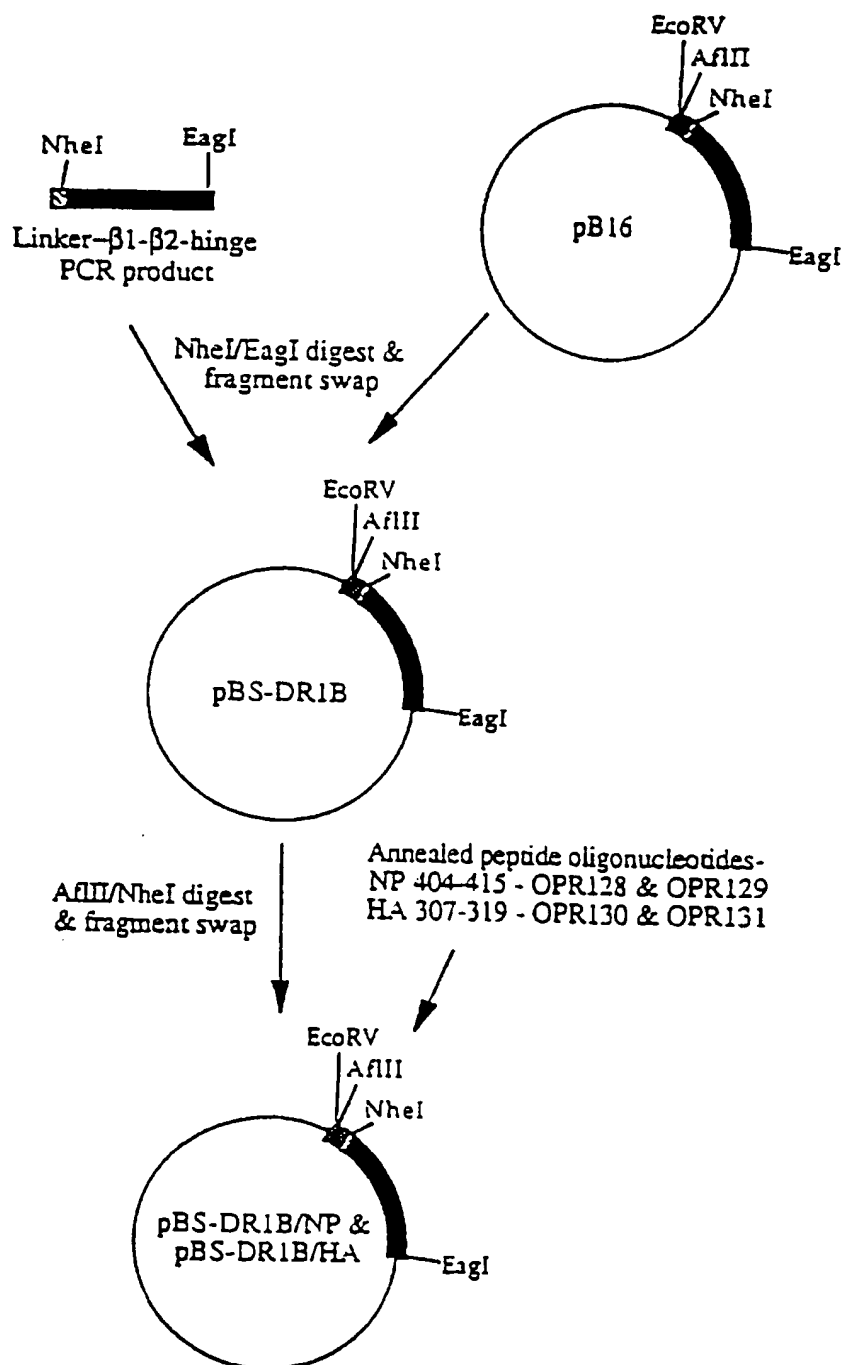 EcoRV
AflII
NheI
NheI
EagI
Linker-β1-β2-hinge
PCR product
pB16
EagI
NheI/EagI digest &
fragment swap
EcoRV
AflII
NheI
pBS-DR1B
EagI
AflII/NheI digest
& fragment swap
Annealed peptide oligonucleotides-
NP 404-415 - OPR128 & OPR129
HA 307-319 - OPR130 & OPR131
EcoRV
AflII
NheI
pBS-DR1B/NP &
pBS-DR1B/HA
EagI